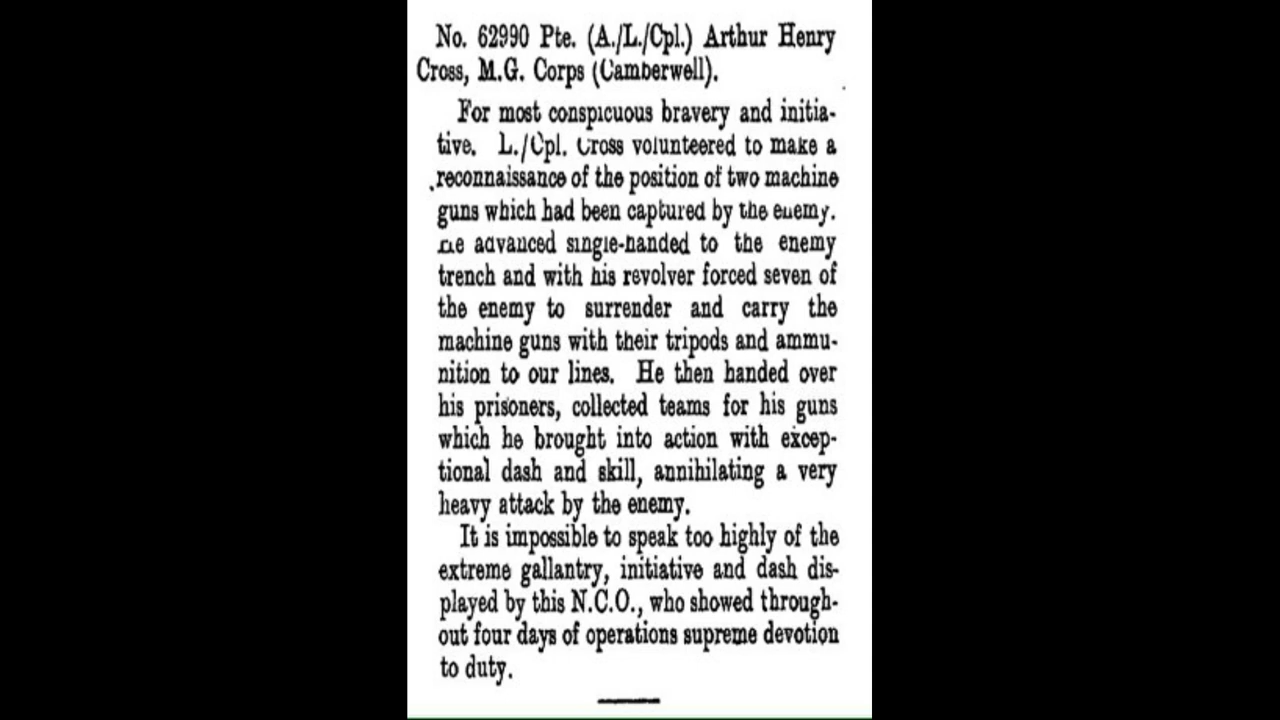 No. 62990 Pte. (A./L./Cpl.) Arthur Henry
Cross, M.G. Corps (Camberwell).
For most conspicuous bravery and initia-
tive. L./Cpl. Cross volunteered to make a
reconnaissance of the position of two machine
guns which had been captured by the enemy.
He advanced single-handed to the enemy
trench and with his revolver forced seven of
the enemy to surrender and carry the
machine guns with their tripods and ammu-
nition to our lines. He then handed over
his prisoners, collected teams for his guns
which he brought into action with excep-
tional dash and skill, annihilating a very
heavy attack by the enemy.
It is impossible to speak too highly of the
extreme gallantry, initiative and dash dis-
played by this N.C.O., who showed through-
out four days of operations supreme devotion
to duty.